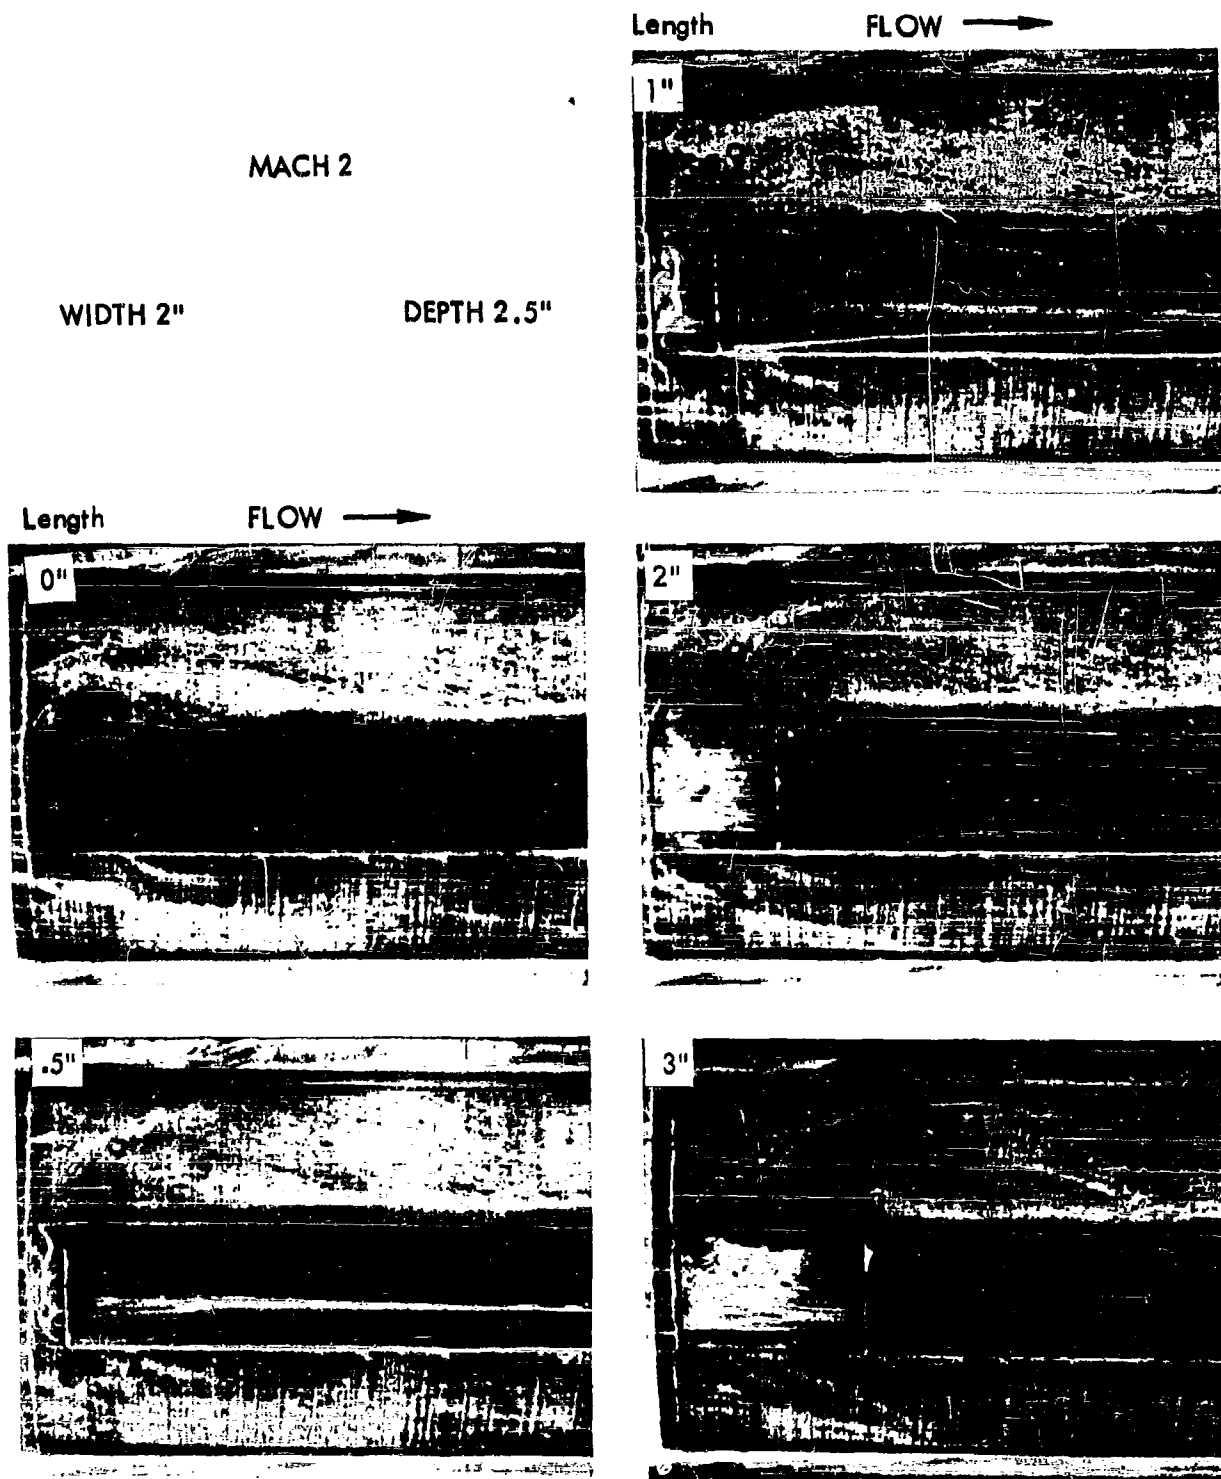 Length FLOW
1"
MACH 2
WIDTH 2" DEPTH 2.5"
Length FLOW
0"
2"
.5"
3"